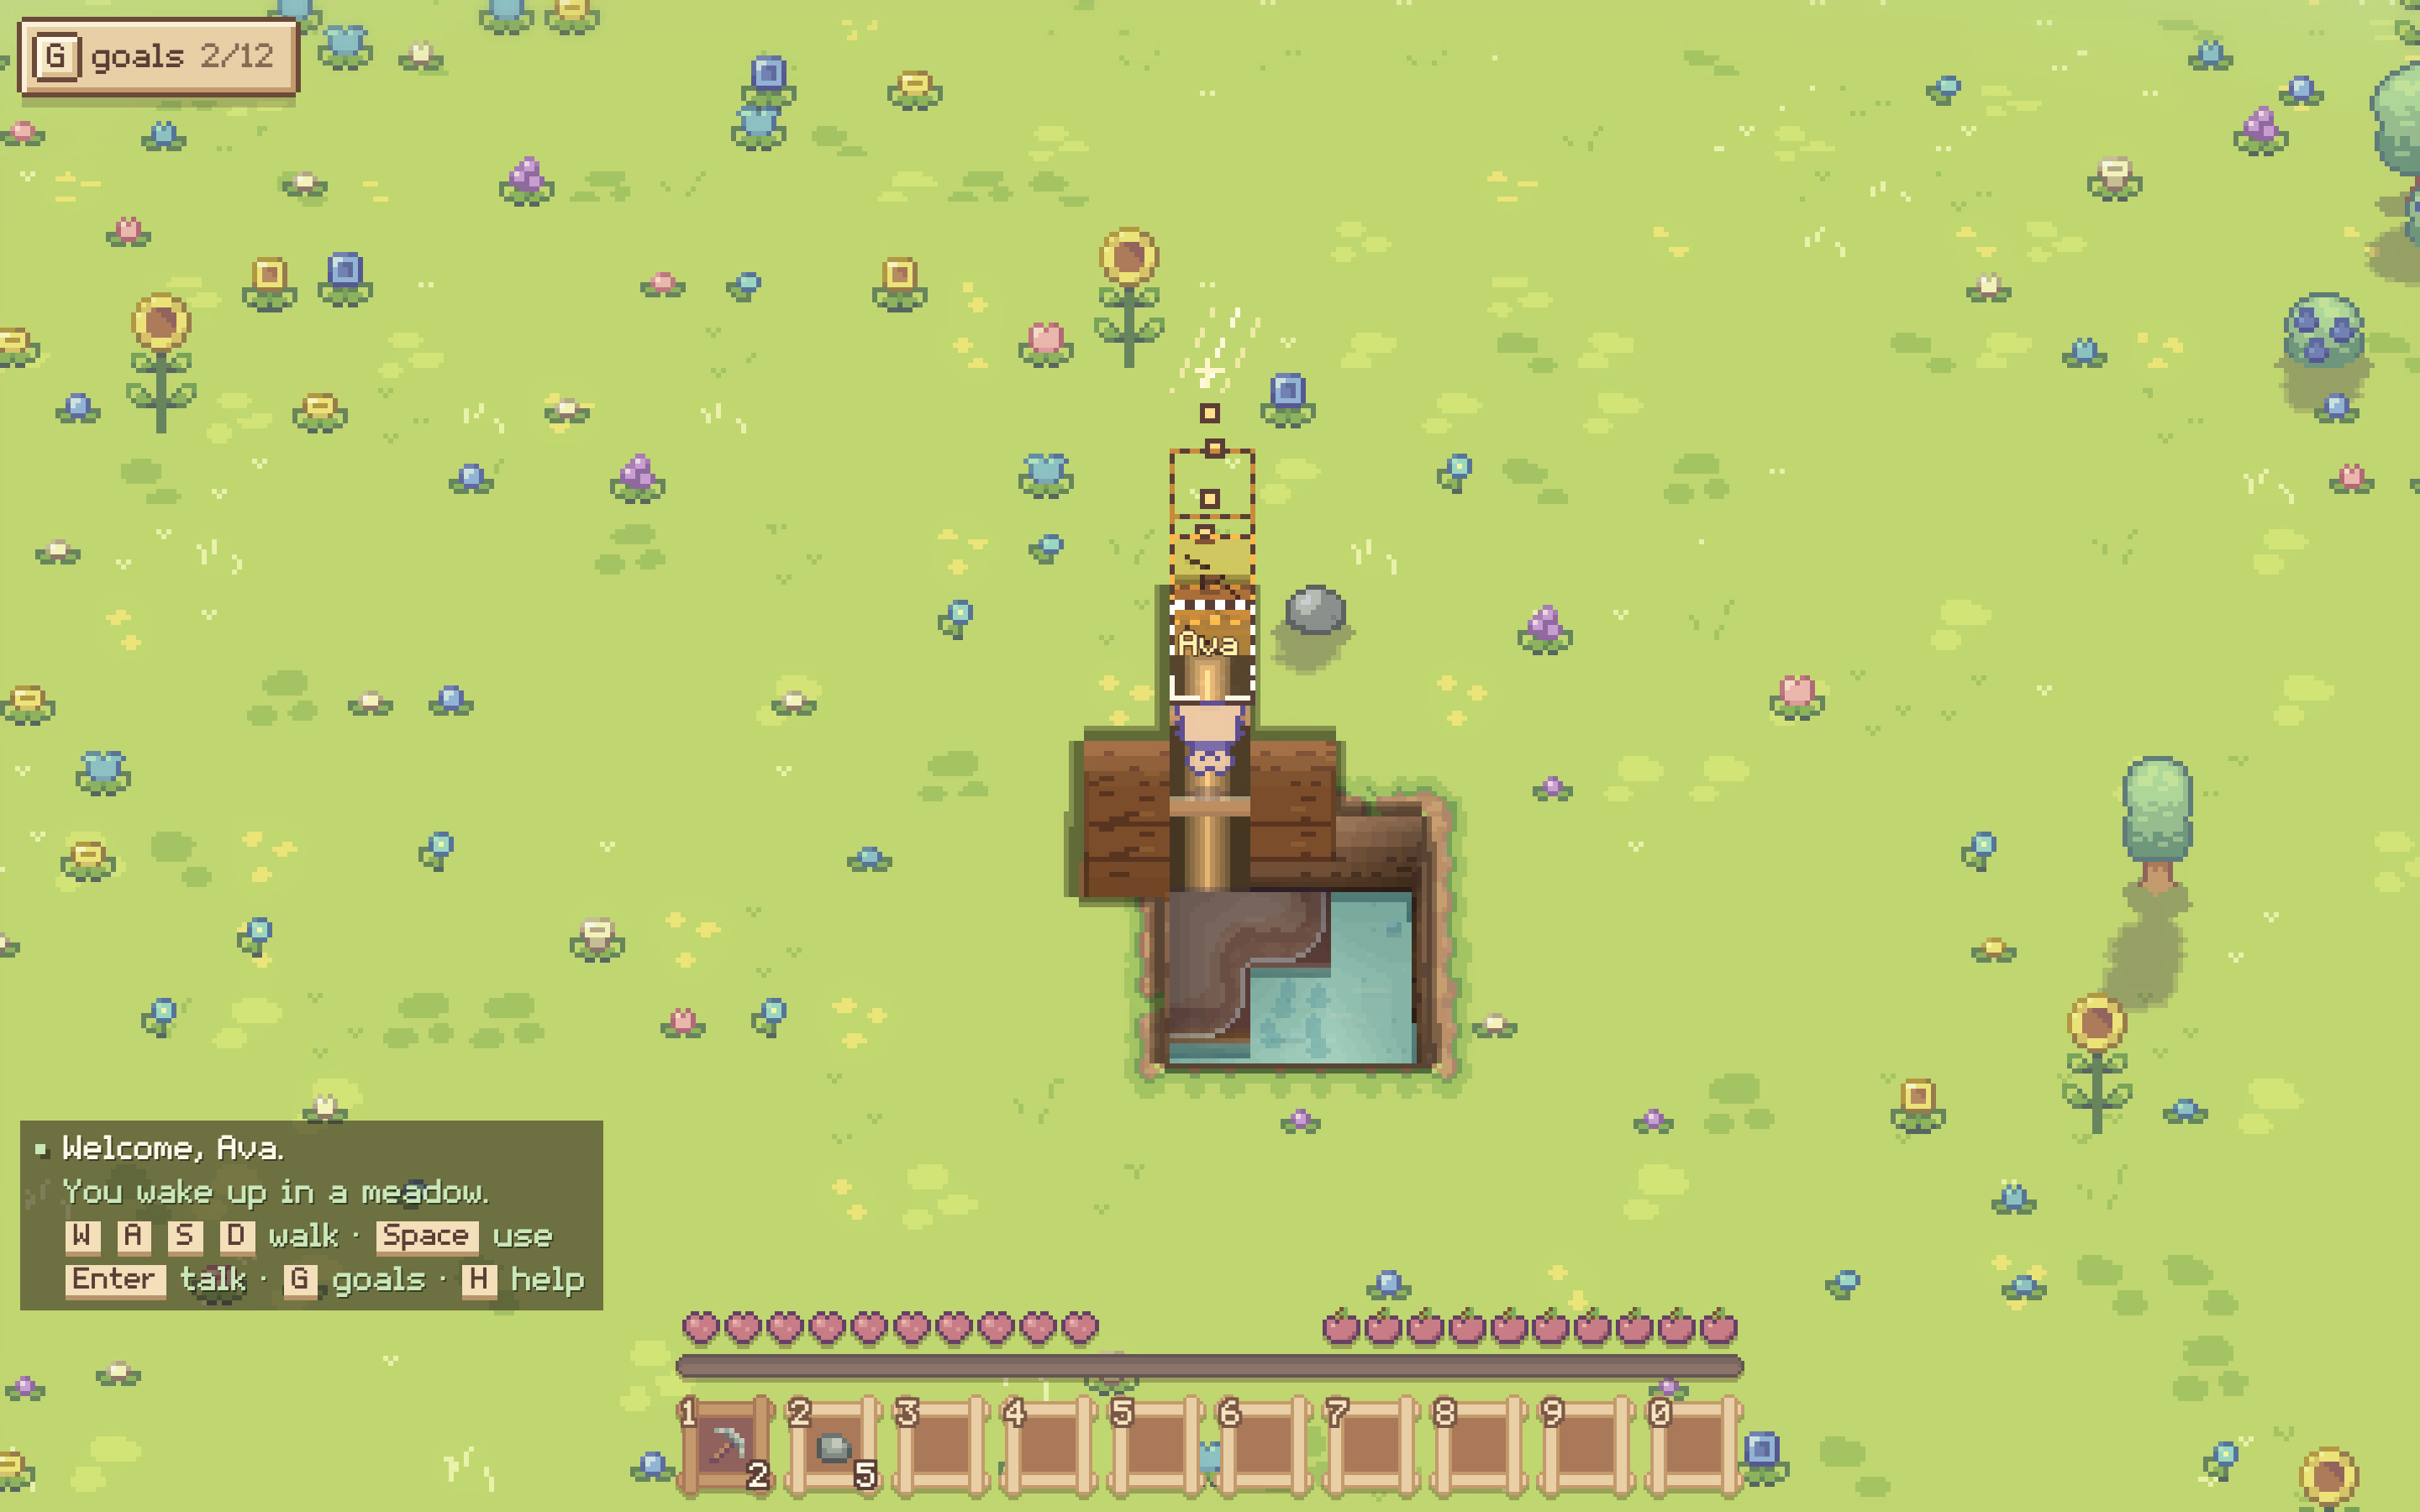 G goals 2/12
Ava
Welcome, Ava.
You wake up in a meadow.
W A S D walk · Space use
Enter talk · G goals · H help
1 2 3 4 5 6 7 8 9 0
2 5